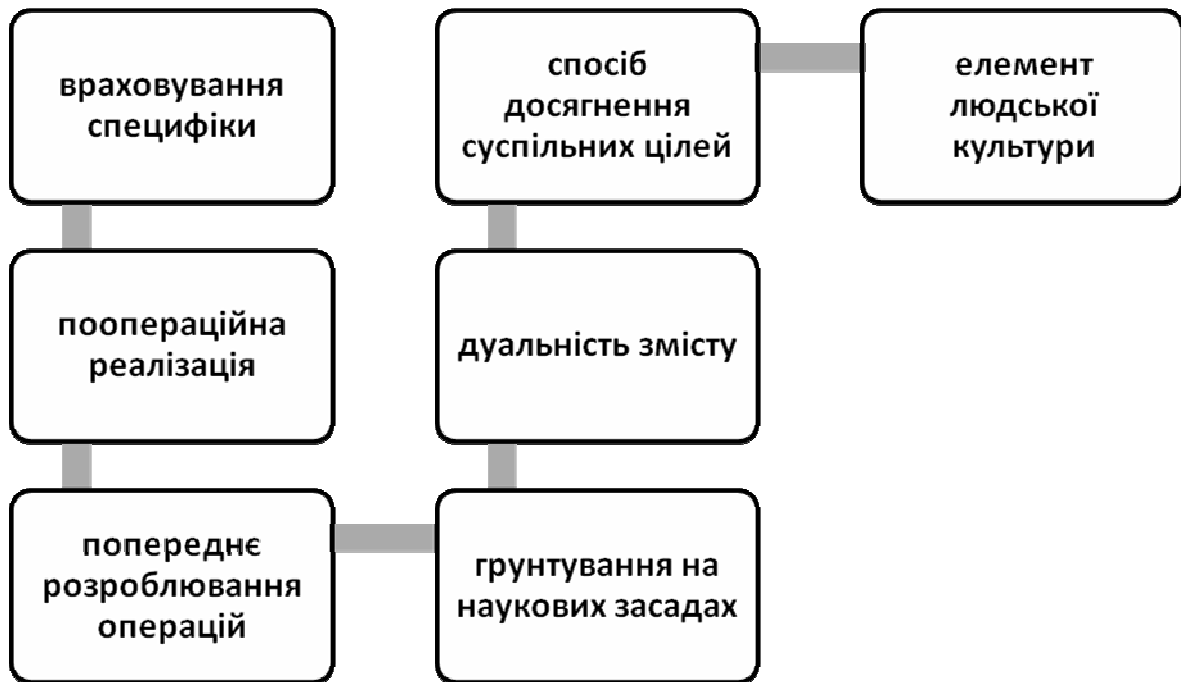 враховування
специфіки
поопераційна
реалізація
попереднє
розроблювання
операцій
грунтування на
наукових засадах
дуальність змісту
спосіб
досягнення
суспільних цілей
елемент
людської
культури